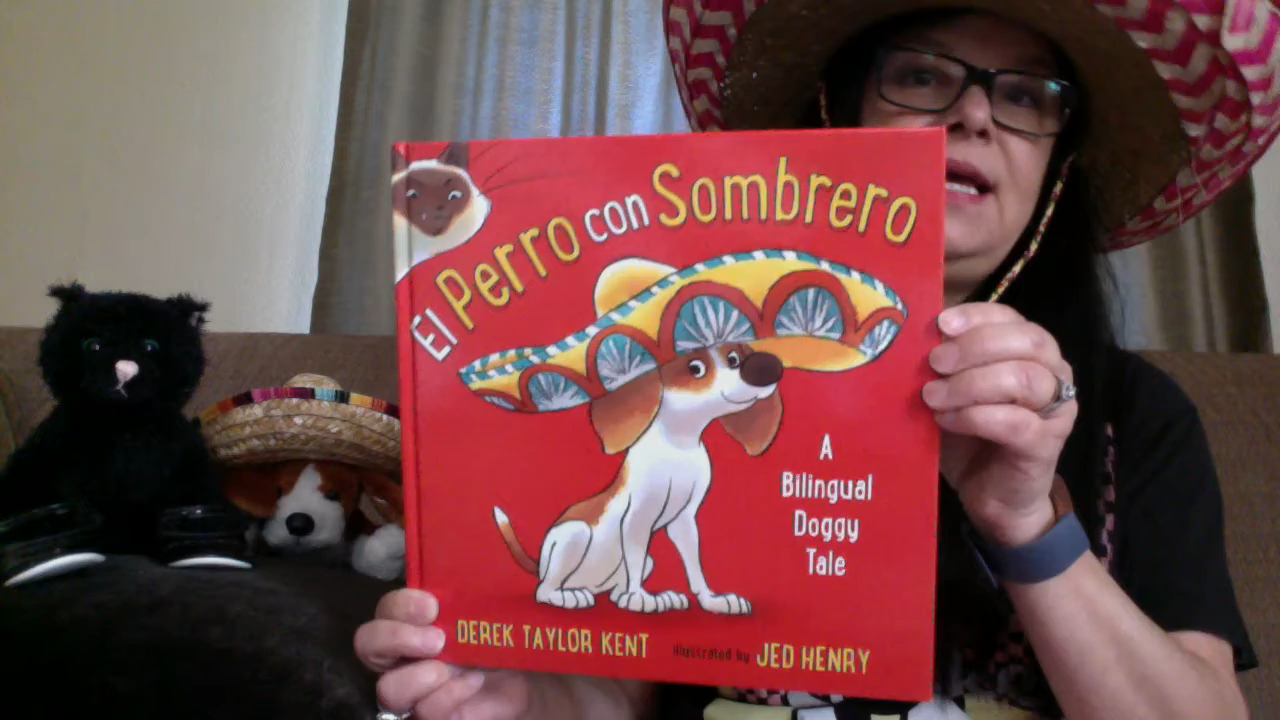 El Perro con Sombrero
A
Bilingual
Doggy
Tale
DEREK TAYLOR KENT illustrated by JED HENRY